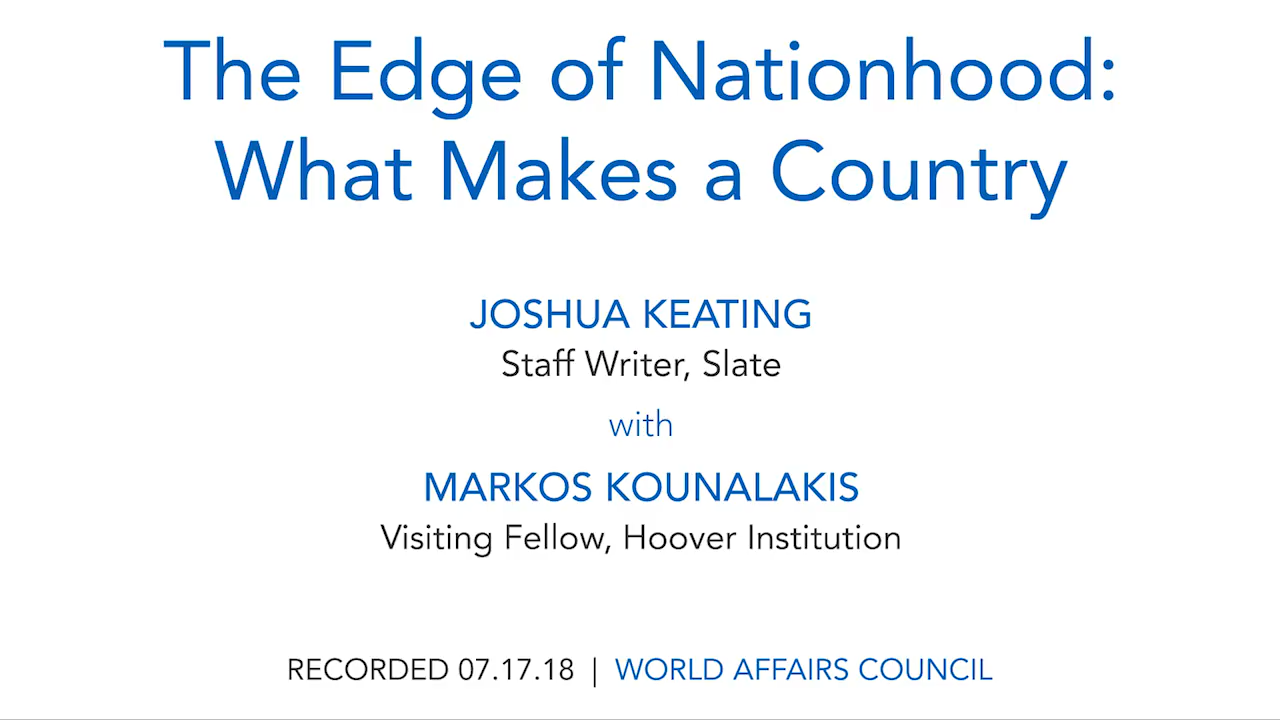 The Edge of Nationhood:
What Makes a Country
JOSHUA KEATING
Staff Writer, Slate
with
MARKOS KOUNALAKIS
Visiting Fellow, Hoover Institution
RECORDED 07.17.18 | WORLD AFFAIRS COUNCIL